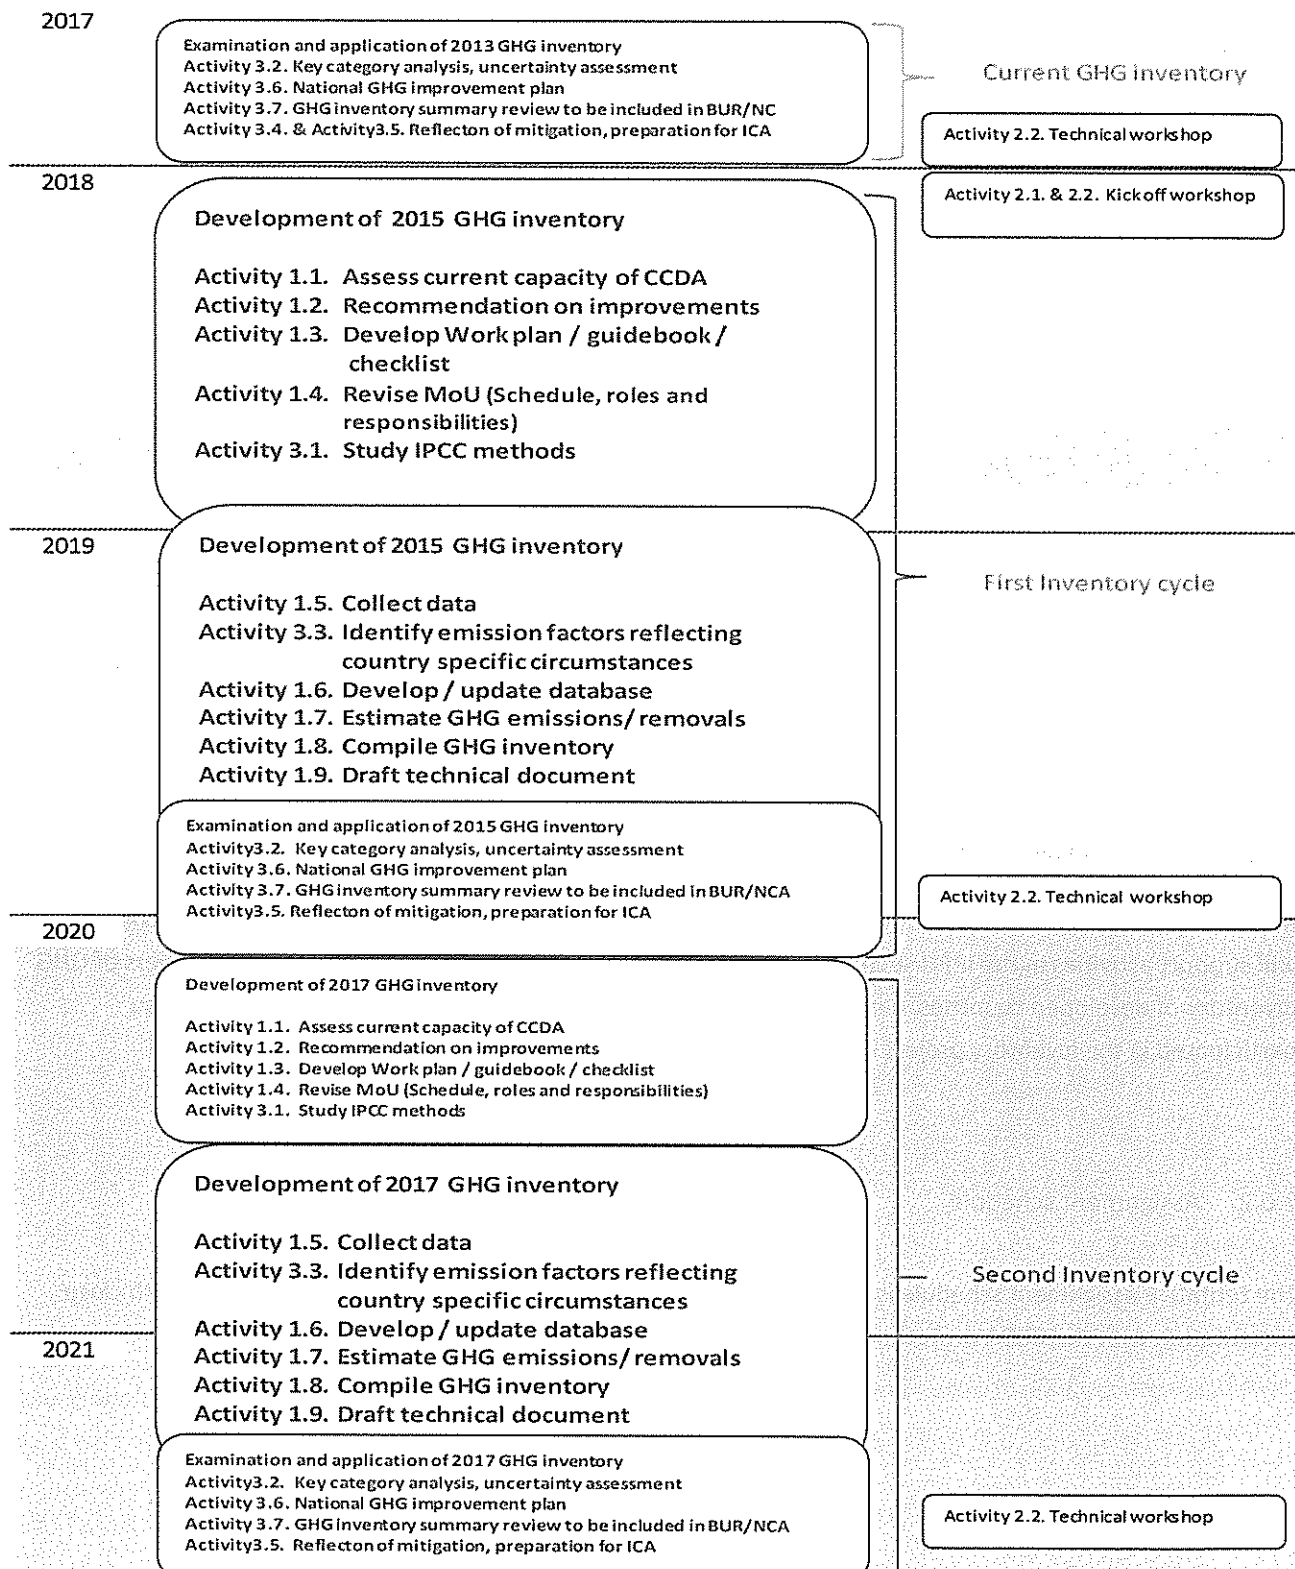 2017
Examination and application of 2013 GHG inventory
Activity 3.2. Key category analysis, uncertainty assessment
Activity 3.6. National GHG improvement plan
Activity 3.7. GHG inventory summary review to be included in BUR/NC
Activity 3.4. & Activity3.5. Reflecton of mitigation, preparation for ICA
Current GHG inventory
Activity 2.2. Technical workshop
2018
Activity 2.1. & 2.2. Kickoff workshop
Development of 2015 GHG inventory
Activity 1.1. Assess current capacity of CCDA
Activity 1.2. Recommendation on improvements
Activity 1.3. Develop Work plan / guidebook /
checklist
Activity 1.4. Revise MoU (Schedule, roles and
responsibilities)
Activity 3.1. Study IPCC methods
2019
Development of 2015 GHG inventory
First Inventory cycle
Activity 1.5. Collect data
Activity 3.3. Identify emission factors reflecting
country specific circumstances
Activity 1.6. Develop / update database
Activity 1.7. Estimate GHG emissions/ removals
Activity 1.8. Compile GHG inventory
Activity 1.9. Draft technical document
Examination and application of 2015 GHG inventory
Activity3.2. Key category analysis, uncertainty assessment
Activity 3.6. National GHG improvement plan
Activity 3.7. GHG inventory summary review to be included in BUR/NCA
Activity3.5. Reflecton of mitigation, preparation for ICA
Activity 2.2. Technical workshop
2020
Development of 2017 GHG inventory
Activity 1.1. Assess current capacity of CCDA
Activity 1.2. Recommendation on improvements
Activity 1.3. Develop Work plan / guidebook / checklist
Activity 1.4. Revise MoU (Schedule, roles and responsibilities)
Activity 3.1. Study IPCC methods
Development of 2017 GHG inventory
Activity 1.5. Collect data
Activity 3.3. Identify emission factors reflecting
country specific circumstances
Second Inventory cycle
Activity 1.6. Develop / update database
2021
Activity 1.7. Estimate GHG emissions/ removals
Activity 1.8. Compile GHG inventory
Activity 1.9. Draft technical document
Examination and application of 2017 GHG inventory
Activity3.2. Key category analysis, uncertainty assessment
Activity 3.6. National GHG improvement plan
Activity 3.7. GHG inventory summary review to be included in BUR/NCA
Activity3.5. Reflecton of mitigation, preparation for ICA
Activity 2.2. Technical workshop